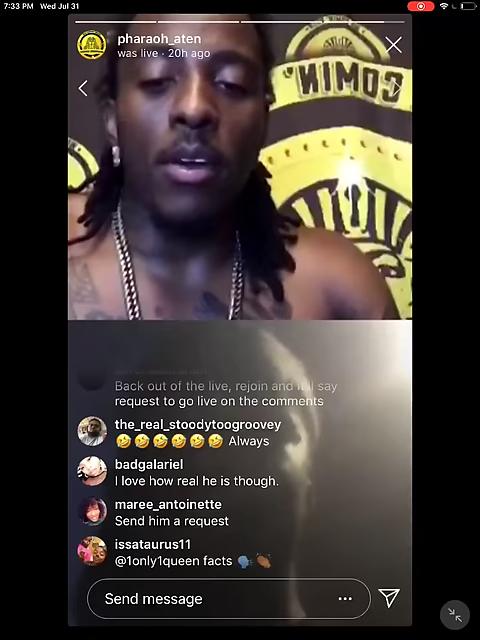 7:33 PM Wed Jul 31
pharaoh_aten
was live · 20h ago
'NIMOC
Back out of the live, rejoin and it'll say
request to go live on the comments
the_real_stoodytoogroovey
🤣🤣🤣🤣🤣🤣 Always
badgalariel
I love how real he is though.
maree_antoinette
Send him a request
issataurus11
@1only1queen facts 🗣👏🏾
Send message